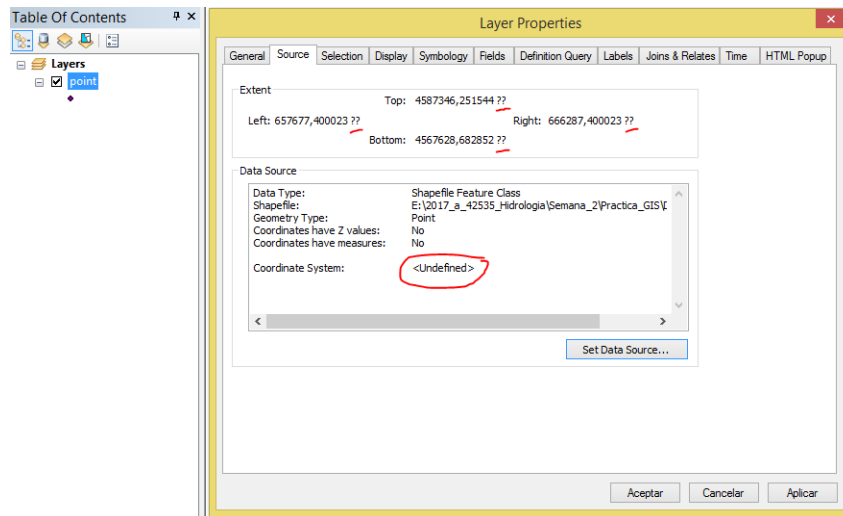 Table Of Contents
Layers
point
Layer Properties
General Source Selection Display Symbology Fields Definition Query Labels Joins & Relates Time HTML Popup
Extent
Top: 4587346,251544 ??
Left: 657677,400023 ?? Right: 666287,400023 ??
Bottom: 4567628,682852 ??
Data Source
Data Type: Shapefile Feature Class
Shapefile: E:\2017_a_42535_Hidrologia\Semana_2\Practica_GIS\
Geometry Type: Point
Coordinates have Z values: No
Coordinates have measures: No
Coordinate System: <Undefined>
Set Data Source...
Aceptar Cancelar Aplicar